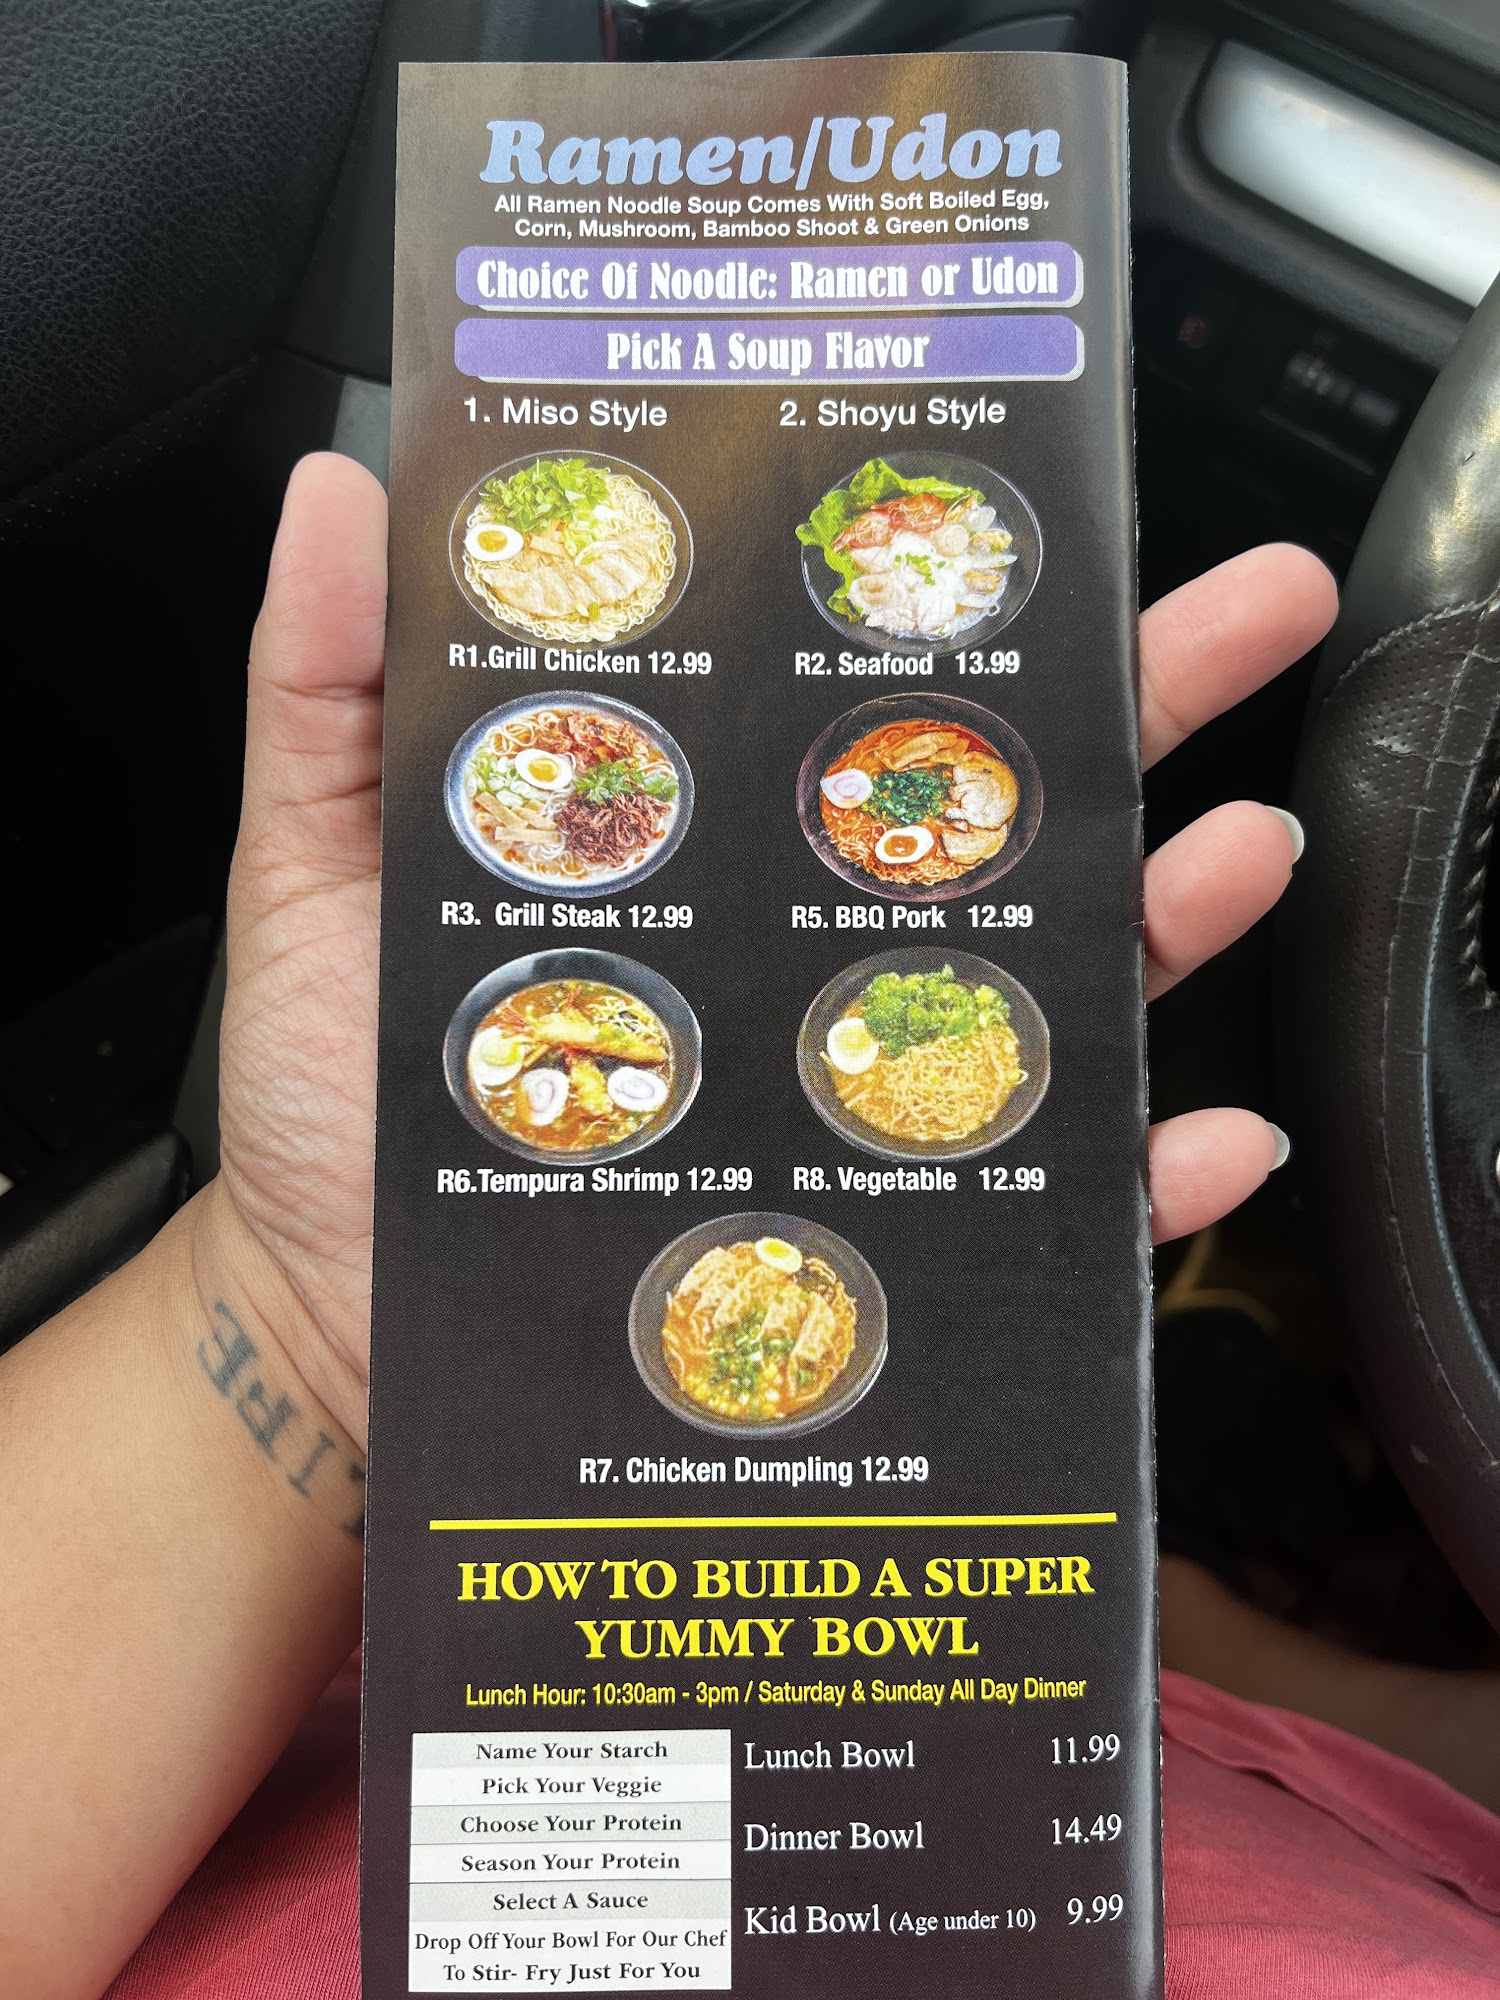 Ramen/Udon
All Ramen Noodle Soup Comes With Soft Boiled Egg,
Corn, Mushroom, Bamboo Shoot & Green Onions
Choice Of Noodle: Ramen or Udon
Pick A Soup Flavor
1. Miso Style 2. Shoyu Style
R1.Grill Chicken 12.99 R2. Seafood 13.99
R3. Grill Steak 12.99 R5. BBQ Pork 12.99
R6.Tempura Shrimp 12.99 R8. Vegetable 12.99
R7. Chicken Dumpling 12.99
HOW TO BUILD A SUPER
YUMMY BOWL
Lunch Hour: 10:30am - 3pm / Saturday & Sunday All Day Dinner
Name Your Starch
Pick Your Veggie
Choose Your Protein
Season Your Protein
Select A Sauce
Drop Off Your Bowl For Our Chef
To Stir- Fry Just For You
Lunch Bowl 11.99
Dinner Bowl 14.49
Kid Bowl (Age under 10) 9.99